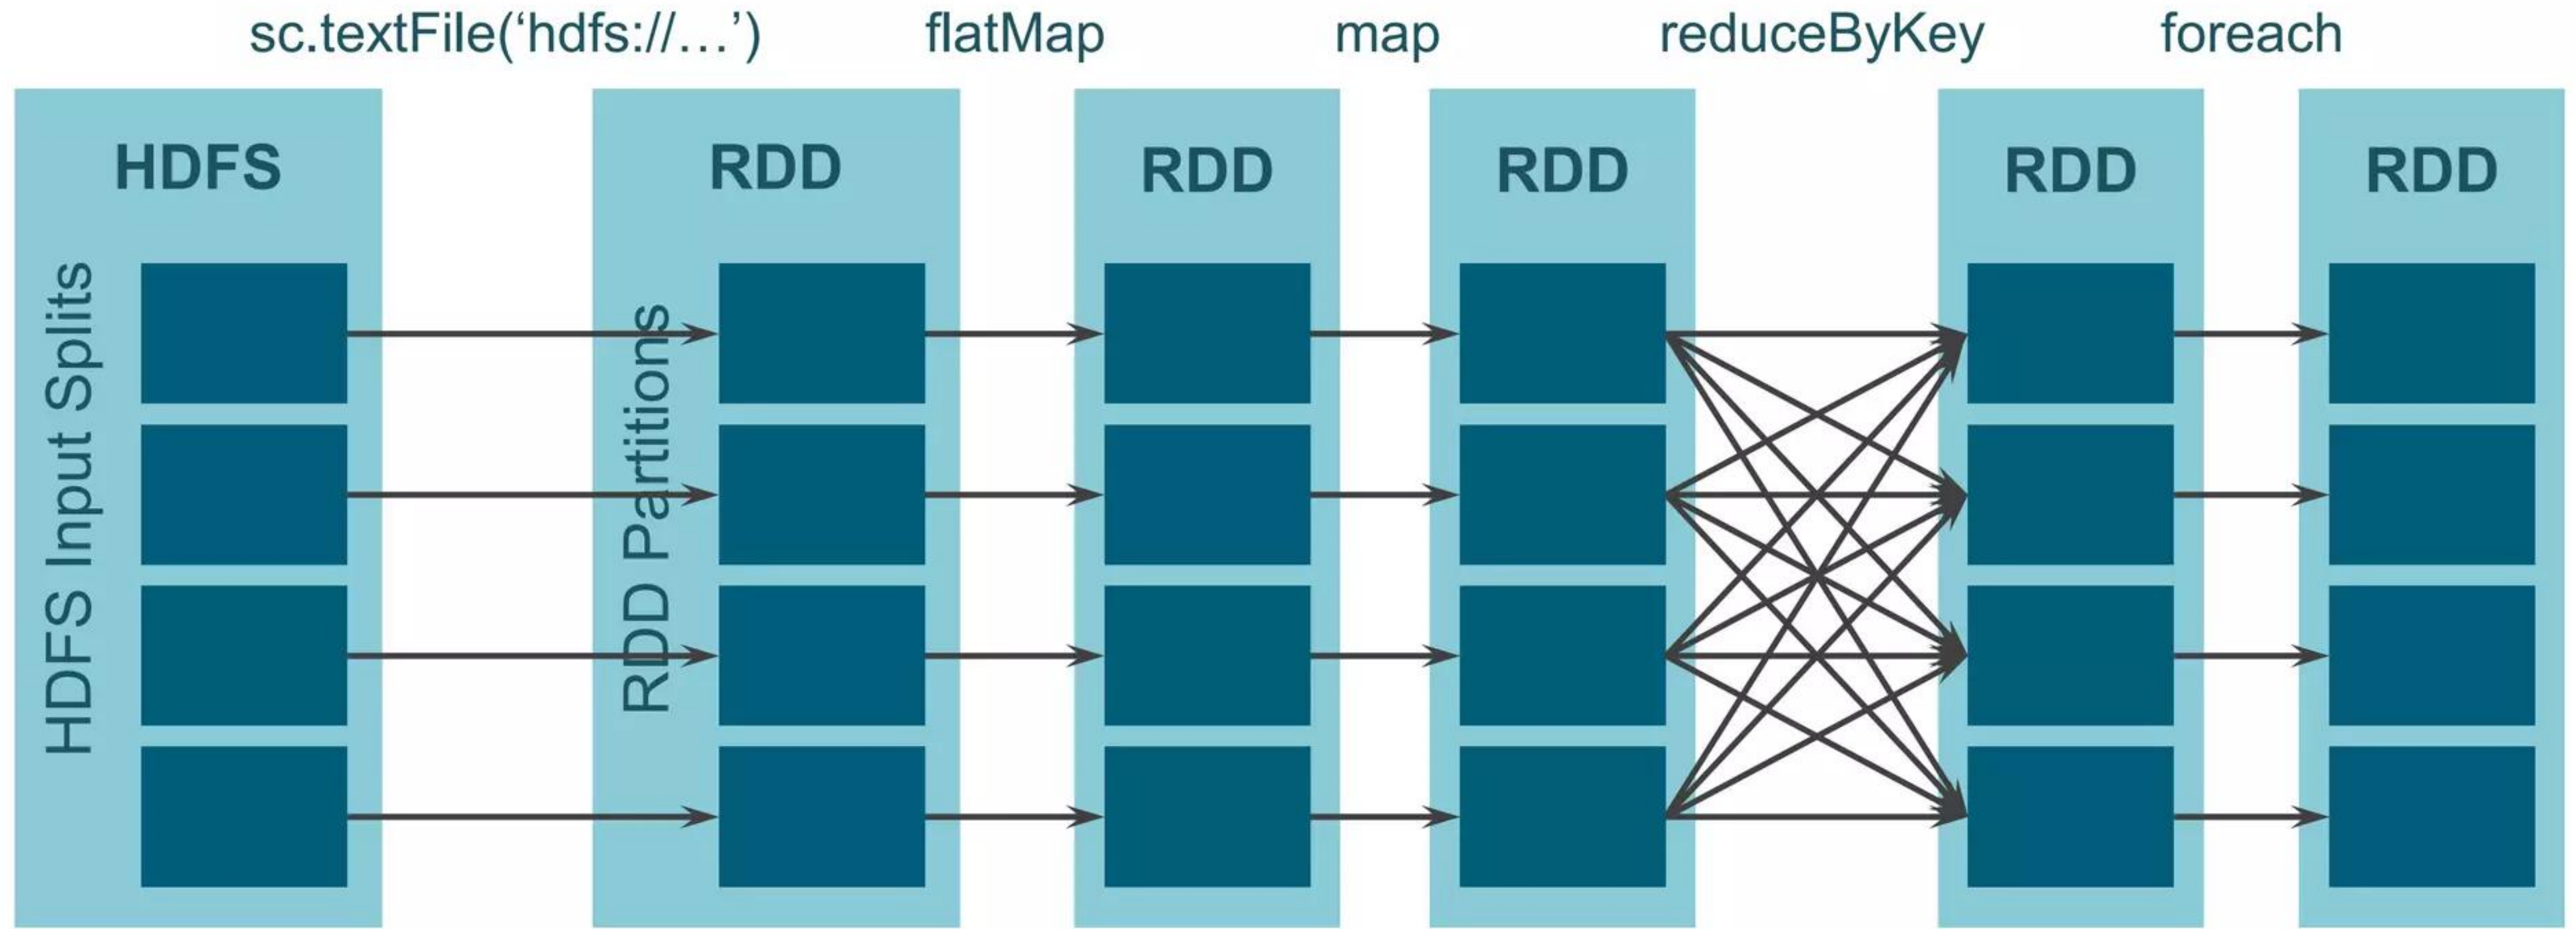 sc.textFile(‘hdfs://…’)
flatMap
map
reduceByKey
foreach
HDFS
RDD
RDD
RDD
RDD
RDD
HDFS Input Splits
RDD Partitions